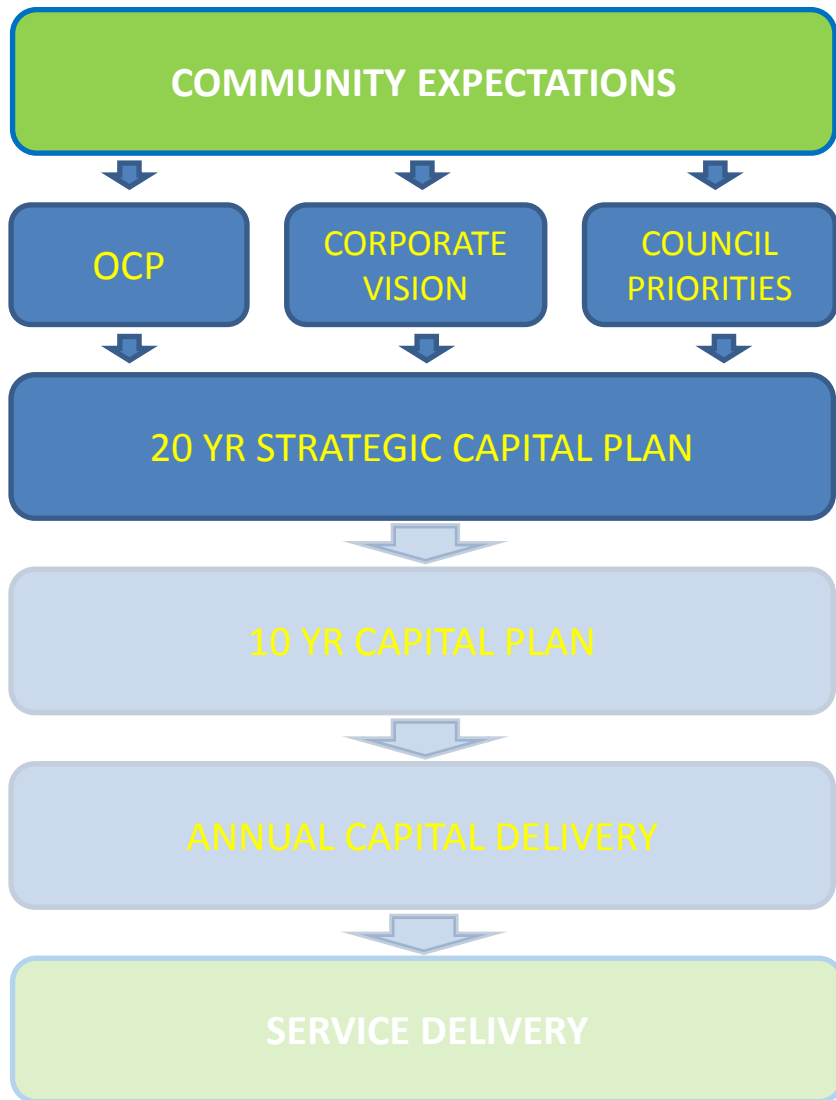 COMMUNITY EXPECTATIONS
OCP
CORPORATE
VISION
COUNCIL
PRIORITIES
20 YR STRATEGIC CAPITAL PLAN
10 YR CAPITAL PLAN
ANNUAL CAPITAL DELIVERY
SERVICE DELIVERY